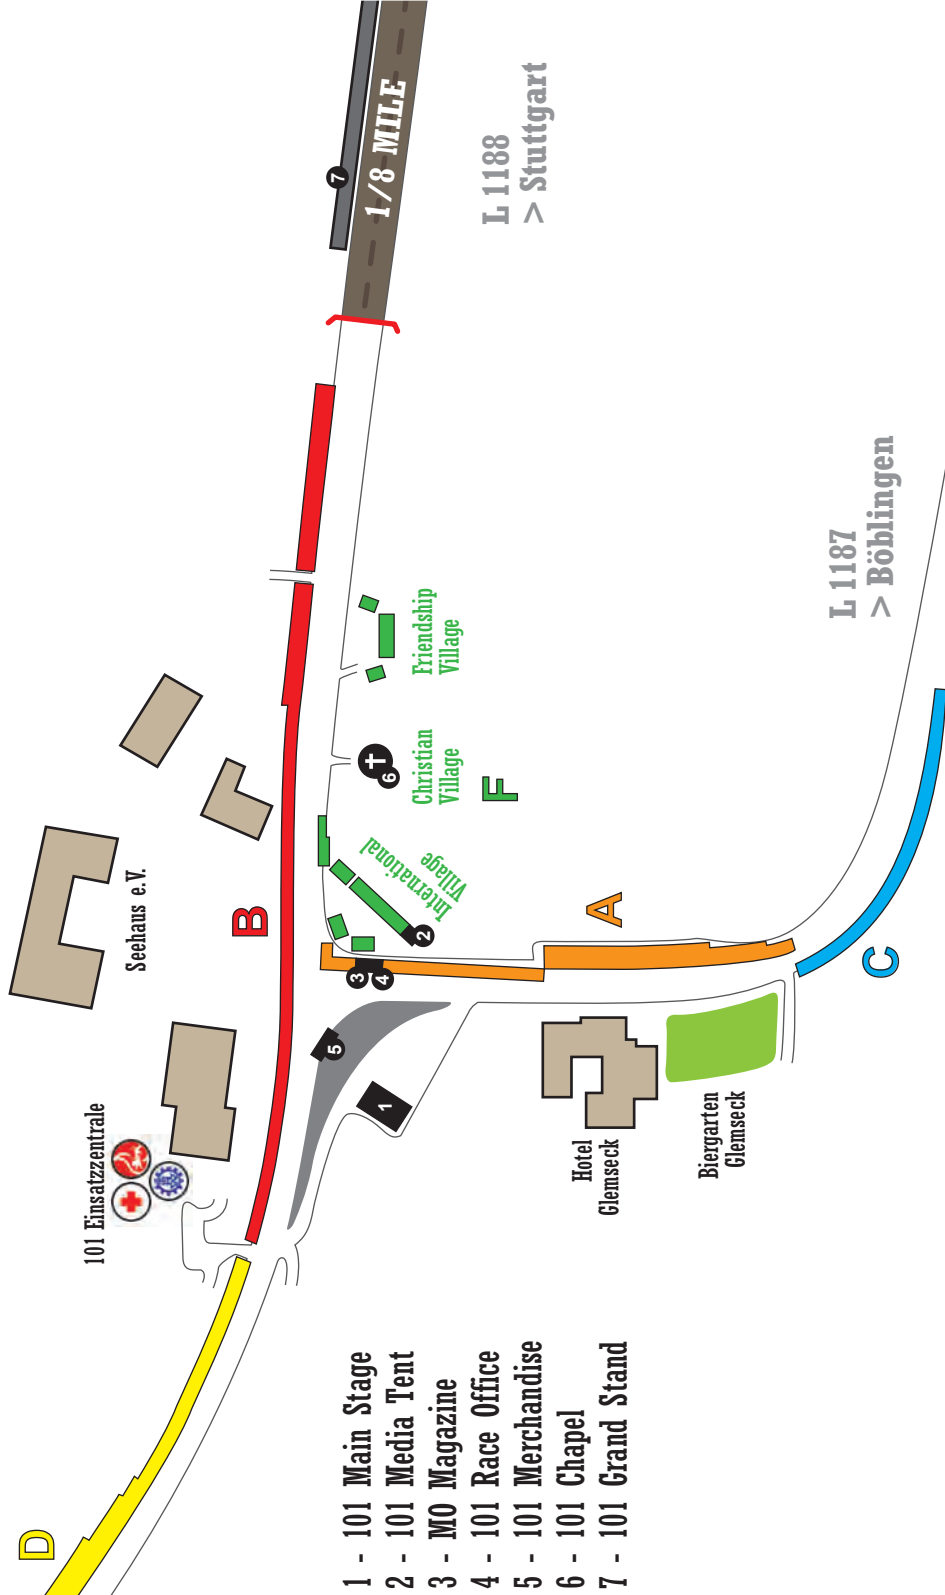 D
101 Einsatzzentrale
Seehaus e.V.
B
7
1/8 MILE
L 1188
> Stuttgart
Friendship
Village
6
Christian
Village
F
International
Village
2
3
4
5
1
A
C
L 1187
> Böblingen
Hotel
Glemseck
Biergarten
Glemseck
1 - 101 Main Stage
2 - 101 Media Tent
3 - MO Magazine
4 - 101 Race Office
5 - 101 Merchandise
6 - 101 Chapel
7 - 101 Grand Stand